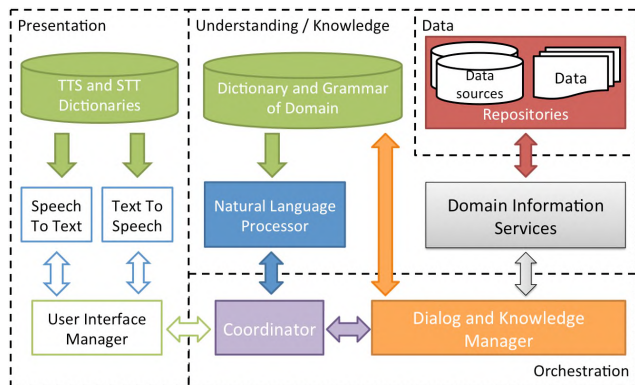 Presentation
Understanding / Knowledge
Data
TTS and STT
Dictionaries
Dictionary and Grammar
of Domain
Data
sources
Data
Repositories
Speech
To Text
Text To
Speech
Natural Language
Processor
Domain Information
Services
User Interface
Manager
Coordinator
Dialog and Knowledge
Manager
Orchestration